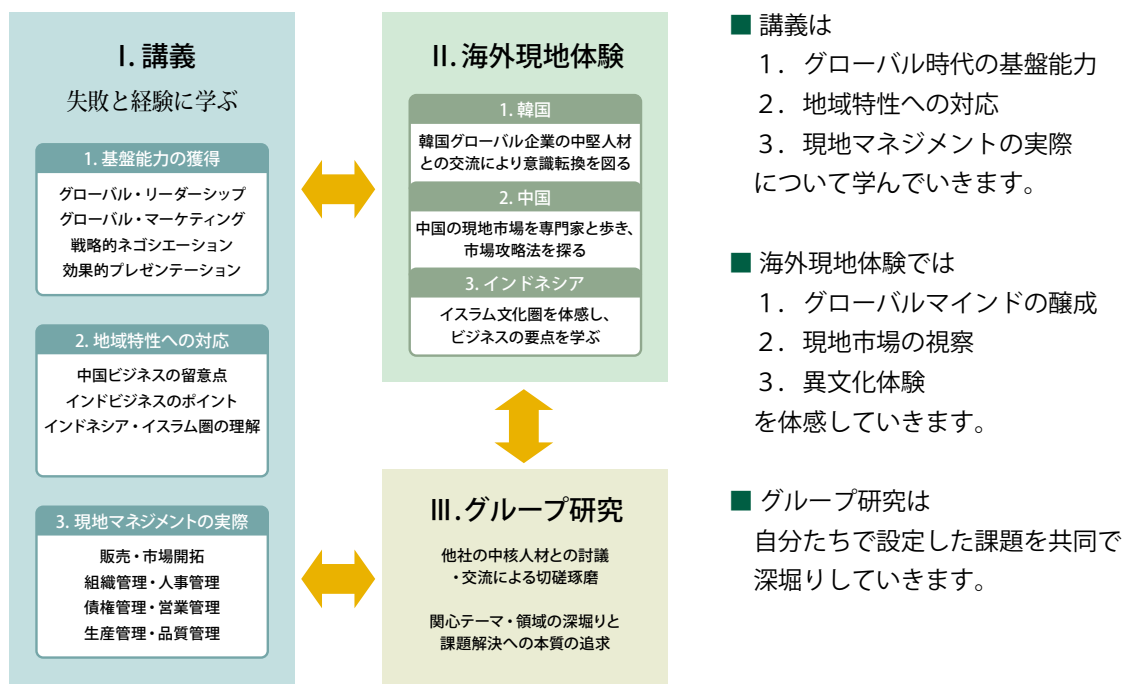 I. 講義
失敗と経験に学ぶ
1. 基盤能力の獲得
グローバル・リーダーシップ
グローバル・マーケティング
戦略的ネゴシエーション
効果的プレゼンテーション
2. 地域特性への対応
中国ビジネスの留意点
インドビジネスのポイント
インドネシア・イスラム圏の理解
3. 現地マネジメントの実際
販売・市場開拓
組織管理・人事管理
債権管理・営業管理
生産管理・品質管理
II. 海外現地体験
1. 韓国
韓国グローバル企業の中堅人材
との交流により意識転換を図る
2. 中国
中国の現地市場を専門家と歩き、
市場攻略法を探る
3. インドネシア
イスラム文化圏を体感し、
ビジネスの要点を学ぶ
III. グループ研究
他社の中核人材との討議
・交流による切磋琢磨
関心テーマ・領域の深堀りと
課題解決への本質の追求
■ 講義は
1．グローバル時代の基盤能力
2．地域特性への対応
3．現地マネジメントの実際
について学んでいきます。
■ 海外現地体験では
1．グローバルマインドの醸成
2．現地市場の視察
3．異文化体験
を体感していきます。
■ グループ研究は
自分たちで設定した課題を共同で
深堀りしていきます。